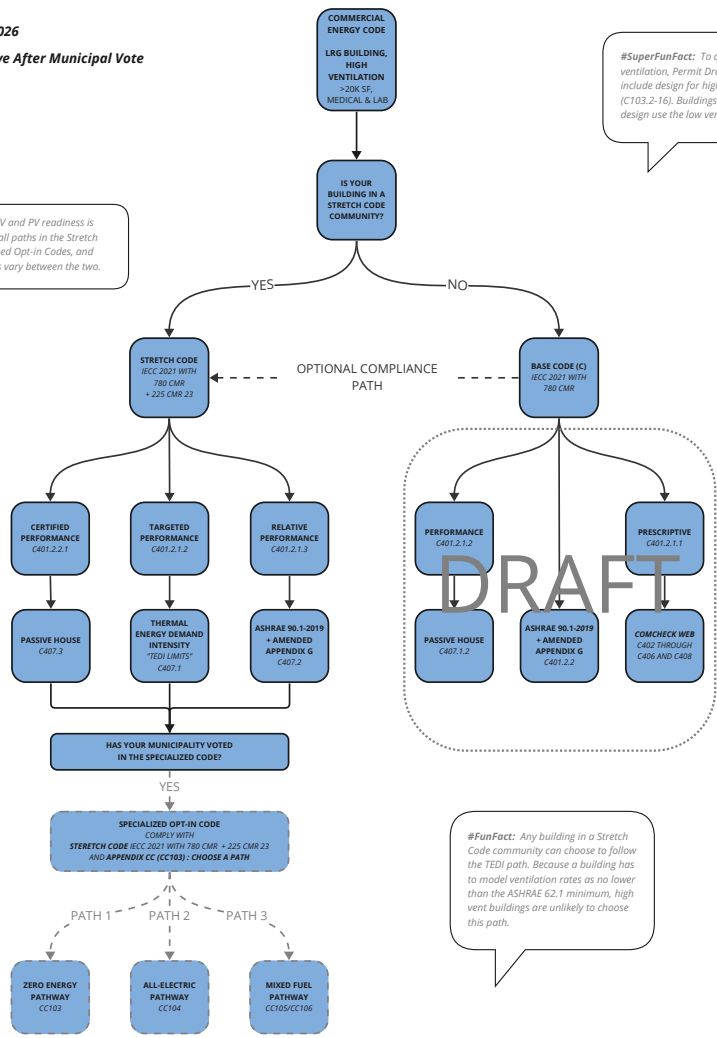 026
e After Municipal Vote
COMMERCIAL
ENERGY CODE
LRG BUILDING,
HIGH
VENTILATION
>20K SF,
MEDICAL & LAB
#SuperFunFact: To
ventilation, Permit
include design for
(C103.2-16). Buildings
design use the low
IS YOUR
BUILDING IN A
STRETCH CODE
COMMUNITY?
V and PV readiness is
all paths in the Stretch
ed Opt-in Codes, and
s vary between the two.
YES
NO
STRETCH CODE
IECC 2021 WITH
780 CMR
+ 225 CMR 23
OPTIONAL COMPLIANCE
PATH
BASE CODE (C)
IECC 2021 WITH
780 CMR
CERTIFIED
PERFORMANCE
C401.2.2.1
TARGETED
PERFORMANCE
C401.2.1.2
RELATIVE
PERFORMANCE
C401.2.1.3
PERFORMANCE
C401.2.1.2
PRESCRIPTIVE
C401.2.1.1
DRAFT
PASSIVE HOUSE
C407.3
THERMAL
ENERGY DEMAND
INTENSITY
"TEDI LIMITS"
C407.1
ASHRAE 90.1-2019
+ AMENDED
APPENDIX G
C407.2
PASSIVE HOUSE
C407.1.2
ASHRAE 90.1-2019
+ AMENDED
APPENDIX G
C401.2.2
COMCHECK WEB
C402 THROUGH
C406 AND C408
HAS YOUR MUNICIPALITY VOTED
IN THE SPECIALIZED CODE?
YES
SPECIALIZED OPT-IN CODE
COMPLY WITH
STERETCH CODE IECC 2021 WITH 780 CMR + 225 CMR 23
AND APPENDIX CC (CC103) : CHOOSE A PATH
#FunFact: Any building in a Stretch
Code community can choose to follow
the TEDI path. Because a building has
to model ventilation rates as no lower
than the ASHRAE 62.1 minimum, high
vent buildings are unlikely to choose
this path.
PATH 1
PATH 2
PATH 3
ZERO ENERGY
PATHWAY
CC103
ALL-ELECTRIC
PATHWAY
CC104
MIXED FUEL
PATHWAY
CC105/CC106